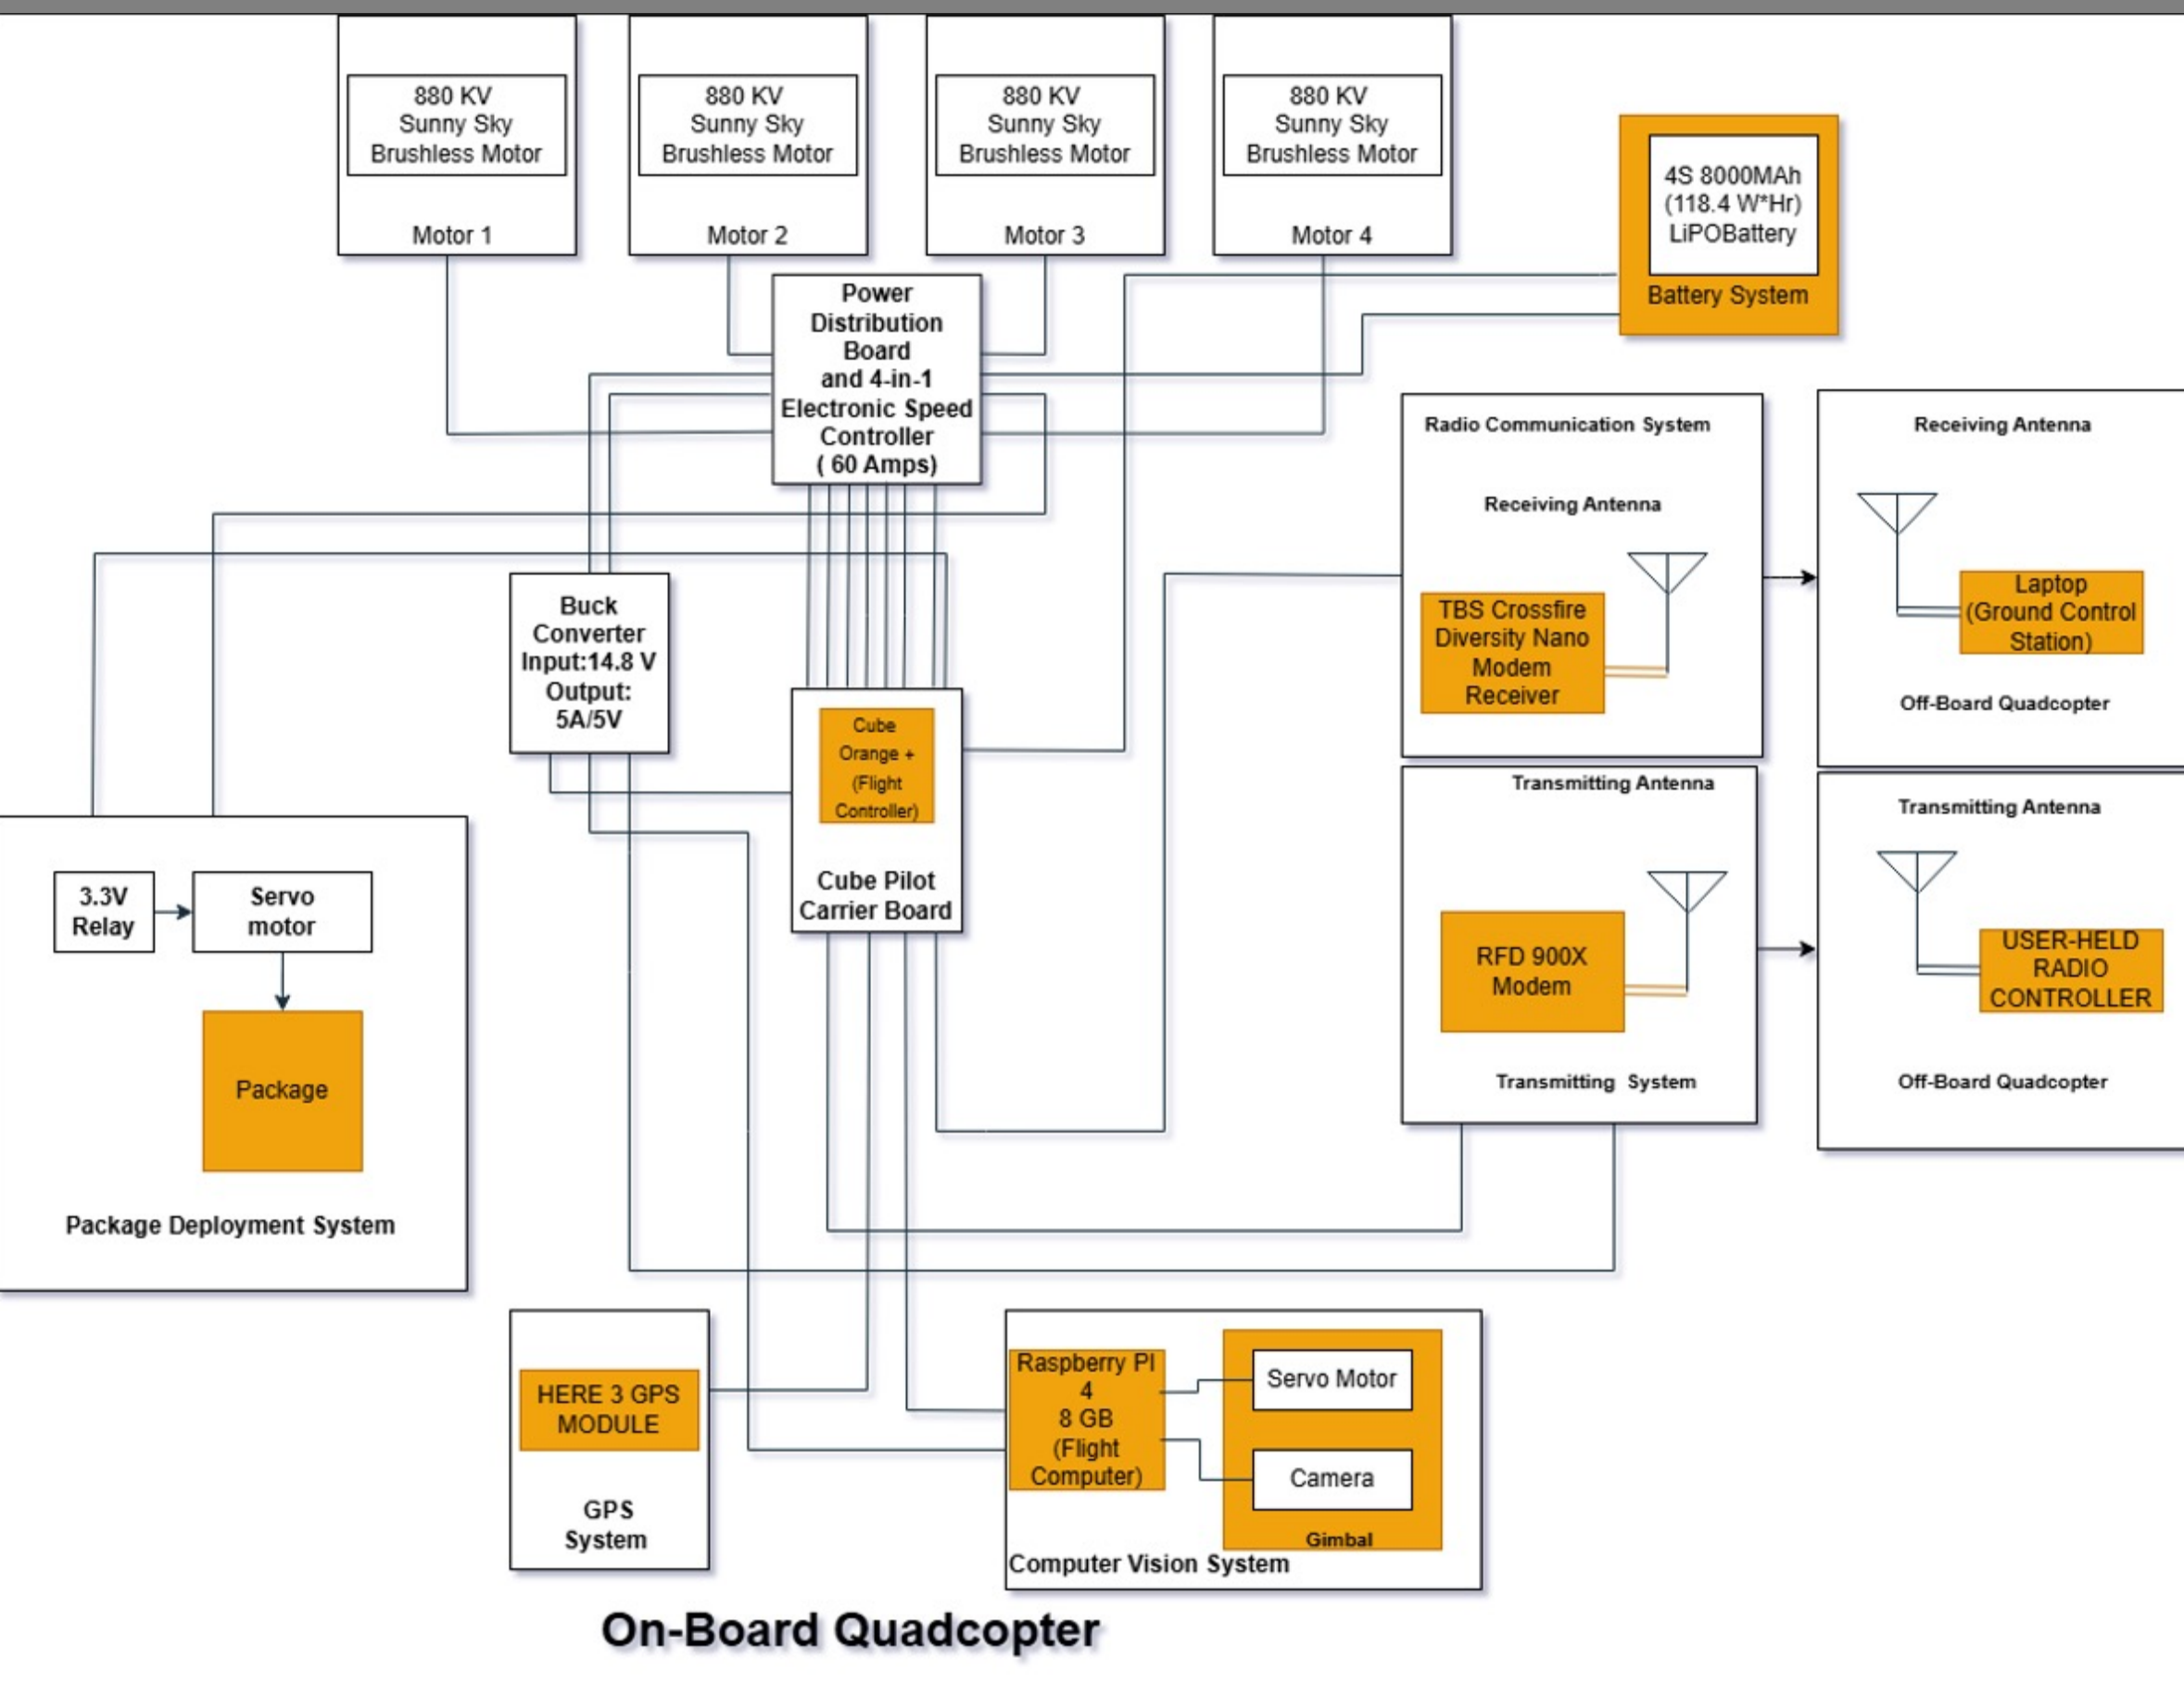 880 KV
Sunny Sky
Brushless Motor
Motor 1
880 KV
Sunny Sky
Brushless Motor
Motor 2
880 KV
Sunny Sky
Brushless Motor
Motor 3
880 KV
Sunny Sky
Brushless Motor
Motor 4
4S 8000MAh
(118.4 W*Hr)
LiPOBattery
Battery System
Power
Distribution
Board
and 4-in-1
Electronic Speed
Controller
( 60 Amps)
Radio Communication System
Receiving Antenna
TBS Crossfire
Diversity Nano
Modem
Receiver
Receiving Antenna
Laptop
(Ground Control
Station)
Off-Board Quadcopter
Buck
Converter
Input:14.8 V
Output:
5A/5V
Cube
Orange +
(Flight
Controller)
Cube Pilot
Carrier Board
Transmitting Antenna
RFD 900X
Modem
Transmitting System
Transmitting Antenna
USER-HELD
RADIO
CONTROLLER
Off-Board Quadcopter
3.3V
Relay
Servo
motor
Package
Package Deployment System
HERE 3 GPS
MODULE
GPS
System
Raspberry PI
4
8 GB
(Flight
Computer)
Servo Motor
Camera
Gimbal
Computer Vision System
On-Board Quadcopter